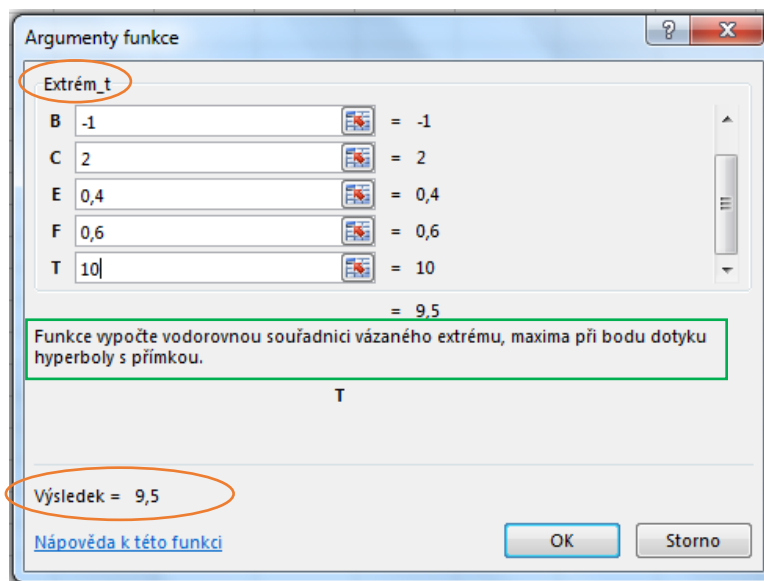 Argumenty funkce
Extrém_t
B -1 = -1
C 2 = 2
E 0,4 = 0,4
F 0,6 = 0,6
T 10 = 10
= 9,5
Funkce vypočte vodorovnou souřadnici vázaného extrému, maxima při bodu dotyku
hyperboly s přímkou.
T
Výsledek = 9,5
Nápověda k této funkci
OK
Storno